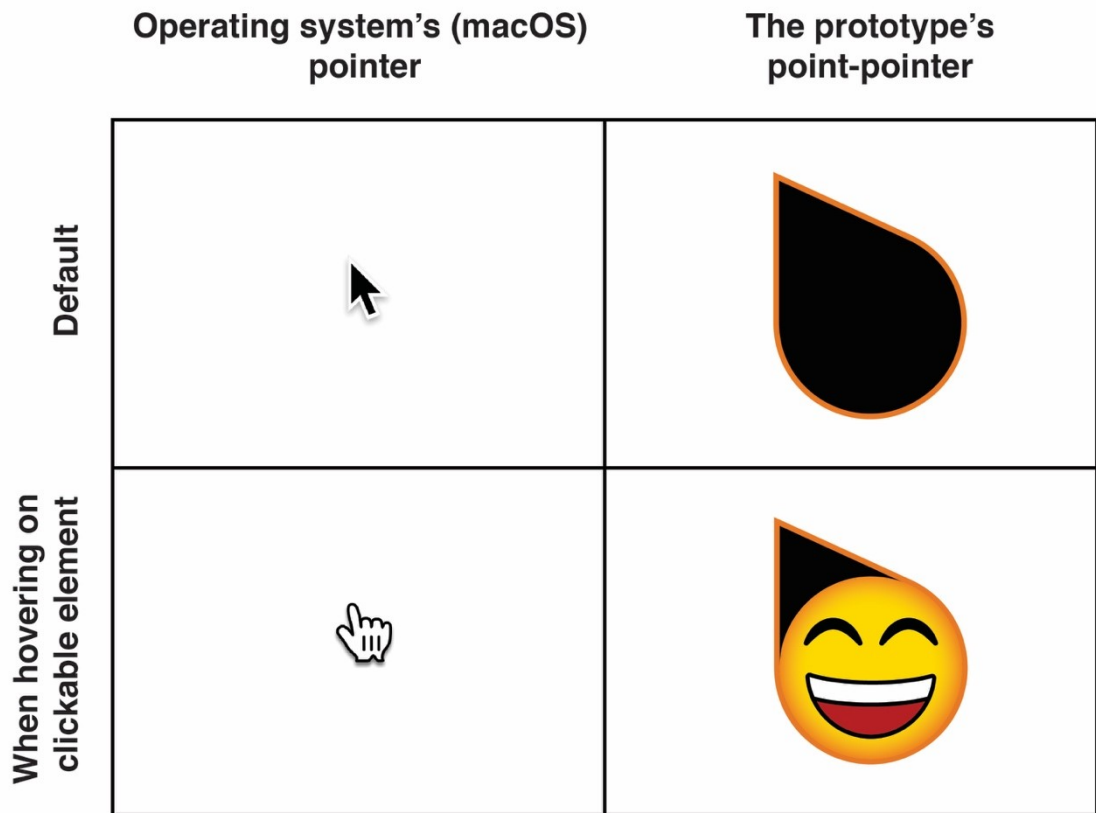 Operating system’s (macOS)
pointer
The prototype’s
point-pointer
Default
When hovering on
clickable element